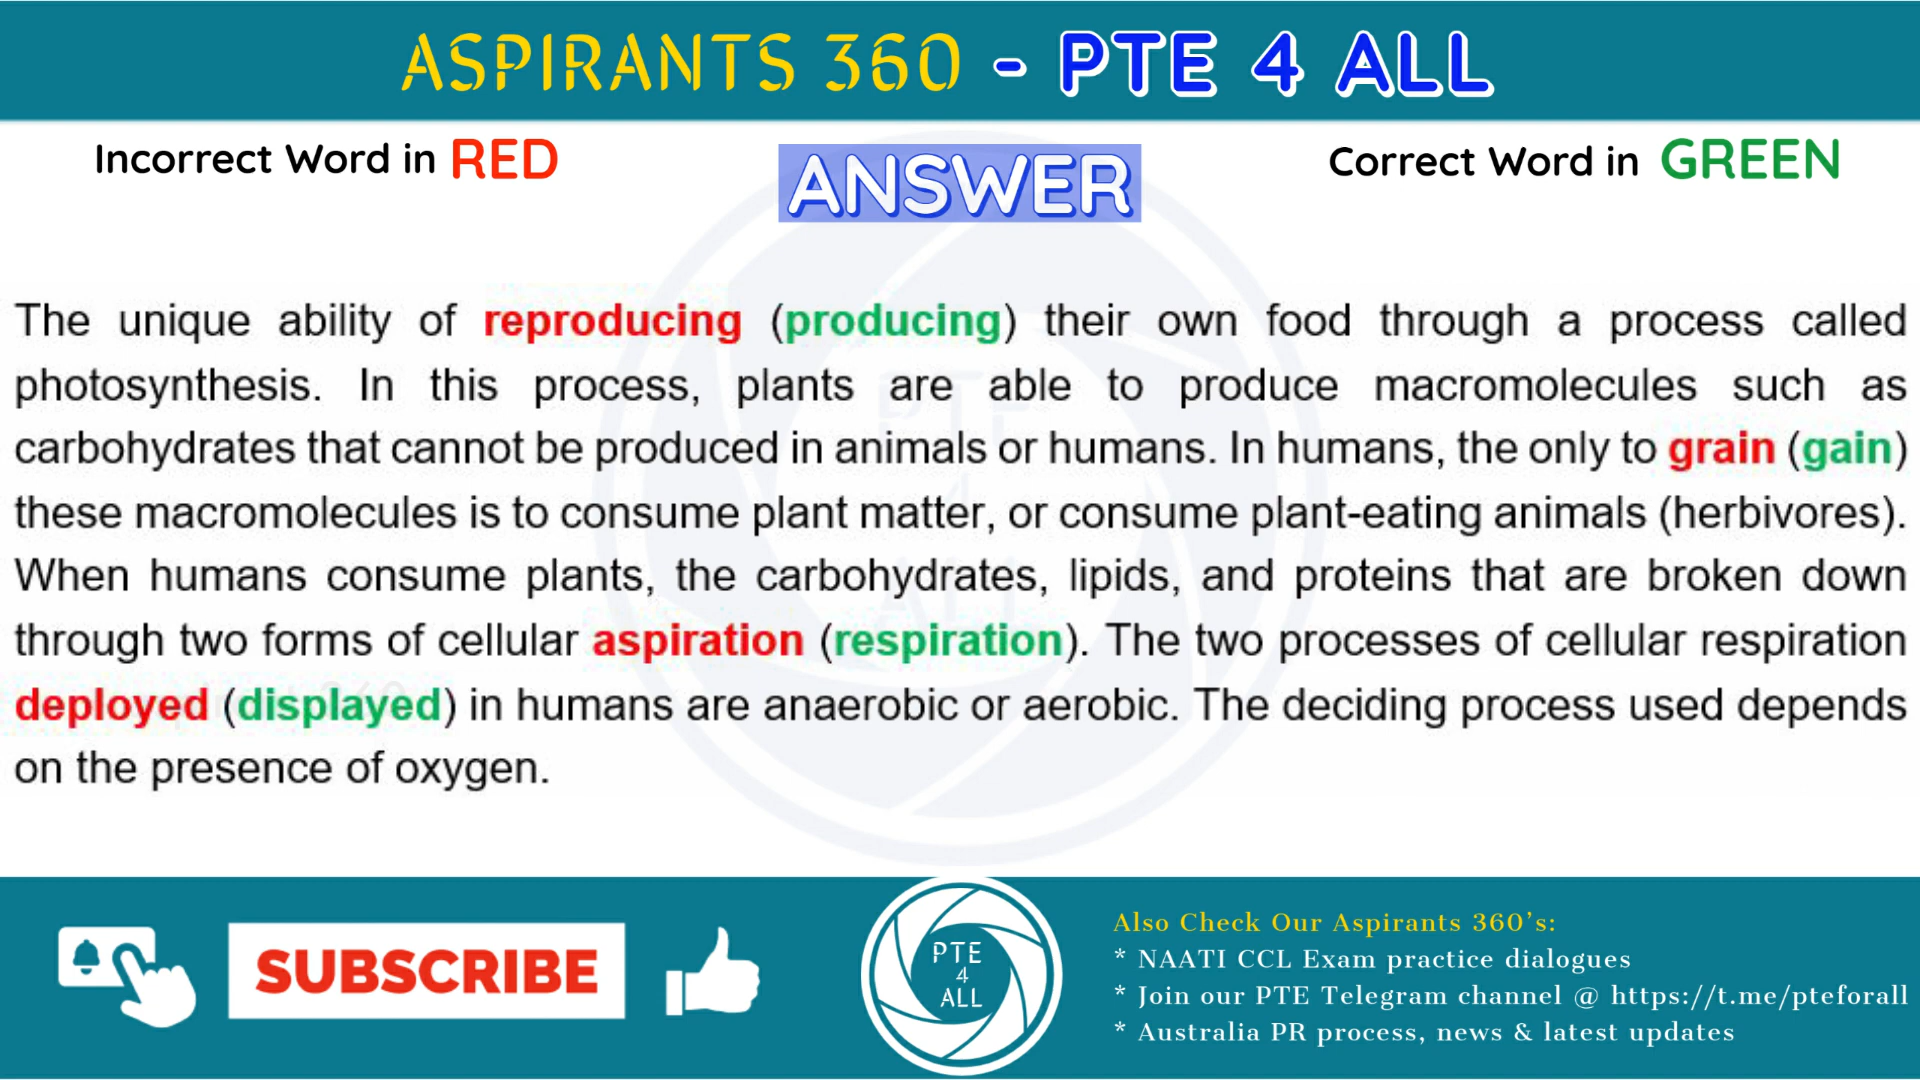 ASPIRANTS 360 - PTE 4 ALL
Incorrect Word in RED
ANSWER
Correct Word in GREEN
The unique ability of reproducing (producing) their own food through a process called
photosynthesis. In this process, plants are able to produce macromolecules such as
carbohydrates that cannot be produced in animals or humans. In humans, the only to grain (gain)
these macromolecules is to consume plant matter, or consume plant-eating animals (herbivores).
When humans consume plants, the carbohydrates, lipids, and proteins that are broken down
through two forms of cellular aspiration (respiration). The two processes of cellular respiration
deployed (displayed) in humans are anaerobic or aerobic. The deciding process used depends
on the presence of oxygen.
SUBSCRIBE
PTE
4
ALL
Also Check Our Aspirants 360's:
* NAATI CCL Exam practice dialogues
* Join our PTE Telegram channel @ https://t.me/pteforall
* Australia PR process, news & latest updates